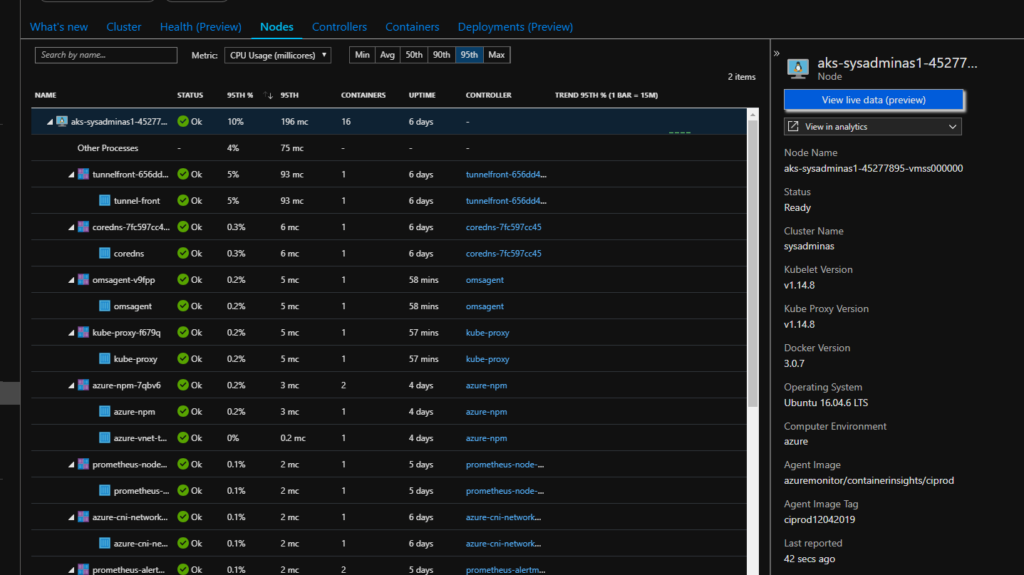 What's new Cluster Health (Preview) Nodes Controllers Containers Deployments (Preview)
Search by name... Metric: CPU Usage (millicores) Min Avg 50th 90th 95th Max
2 items
NAME STATUS 95TH % 95TH CONTAINERS UPTIME CONTROLLER TREND 95TH % (1 BAR = 15M)
aks-sysadminas1-45277... Ok 10% 196 mc 16 6 days -
Other Processes - 4% 75 mc - - -
tunnelfront-656dd... Ok 5% 93 mc 1 6 days tunnelfront-656dd4...
tunnel-front Ok 5% 93 mc 1 6 days tunnelfront-656dd4...
coredns-7fc597cc4... Ok 0.3% 6 mc 1 6 days coredns-7fc597cc45
coredns Ok 0.3% 6 mc 1 6 days coredns-7fc597cc45
omsagent-v9fpp Ok 0.2% 5 mc 1 58 mins omsagent
omsagent Ok 0.2% 5 mc 1 58 mins omsagent
kube-proxy-f679q Ok 0.2% 5 mc 1 57 mins kube-proxy
kube-proxy Ok 0.2% 5 mc 1 57 mins kube-proxy
azure-npm-7qbv6 Ok 0.2% 3 mc 2 4 days azure-npm
azure-npm Ok 0.2% 3 mc 1 4 days azure-npm
azure-vnet-t... Ok 0% 0.2 mc 1 4 days azure-npm
prometheus-node... Ok 0.1% 2 mc 1 5 days prometheus-node-...
prometheus-... Ok 0.1% 2 mc 1 5 days prometheus-node-...
azure-cni-network... Ok 0.1% 2 mc 1 6 days azure-cni-network...
azure-cni-ne... Ok 0.1% 2 mc 1 6 days azure-cni-network...
prometheus-alert... Ok 0.1% 2 mc 2 5 days prometheus-alertm...
»
aks-sysadminas1-45277...
Node
View live data (preview)
View in analytics
Node Name
aks-sysadminas1-45277895-vmss000000
Status
Ready
Cluster Name
sysadminas
Kubelet Version
v1.14.8
Kube Proxy Version
v1.14.8
Docker Version
3.0.7
Operating System
Ubuntu 16.04.6 LTS
Computer Environment
azure
Agent Image
azuremonitor/containerinsights/ciprod
Agent Image Tag
ciprod12042019
Last reported
42 secs ago